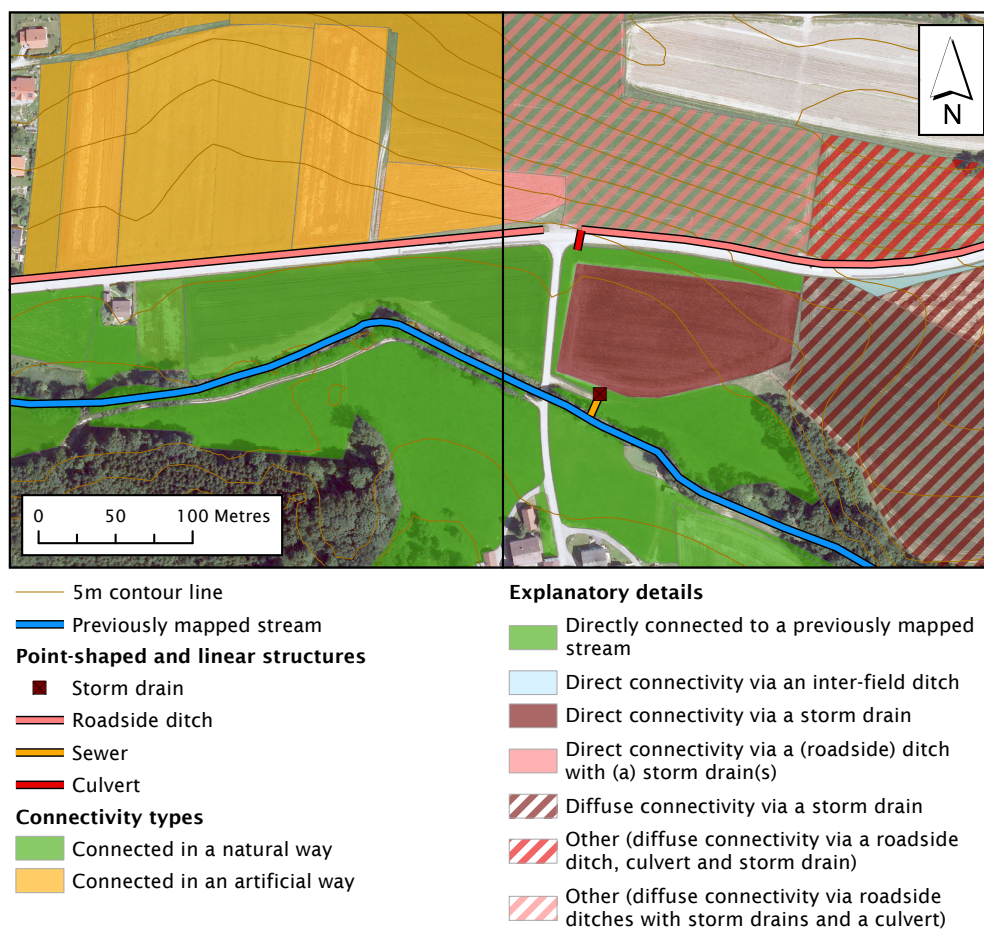 N
0 50 100 Metres
5m contour line
Previously mapped stream
Point-shaped and linear structures
Storm drain
Roadside ditch
Sewer
Culvert
Connectivity types
Connected in a natural way
Connected in an artificial way
Explanatory details
Directly connected to a previously mapped
stream
Direct connectivity via an inter-field ditch
Direct connectivity via a storm drain
Direct connectivity via a (roadside) ditch
with (a) storm drain(s)
Diffuse connectivity via a storm drain
Other (diffuse connectivity via a roadside
ditch, culvert and storm drain)
Other (diffuse connectivity via roadside
ditches with storm drains and a culvert)